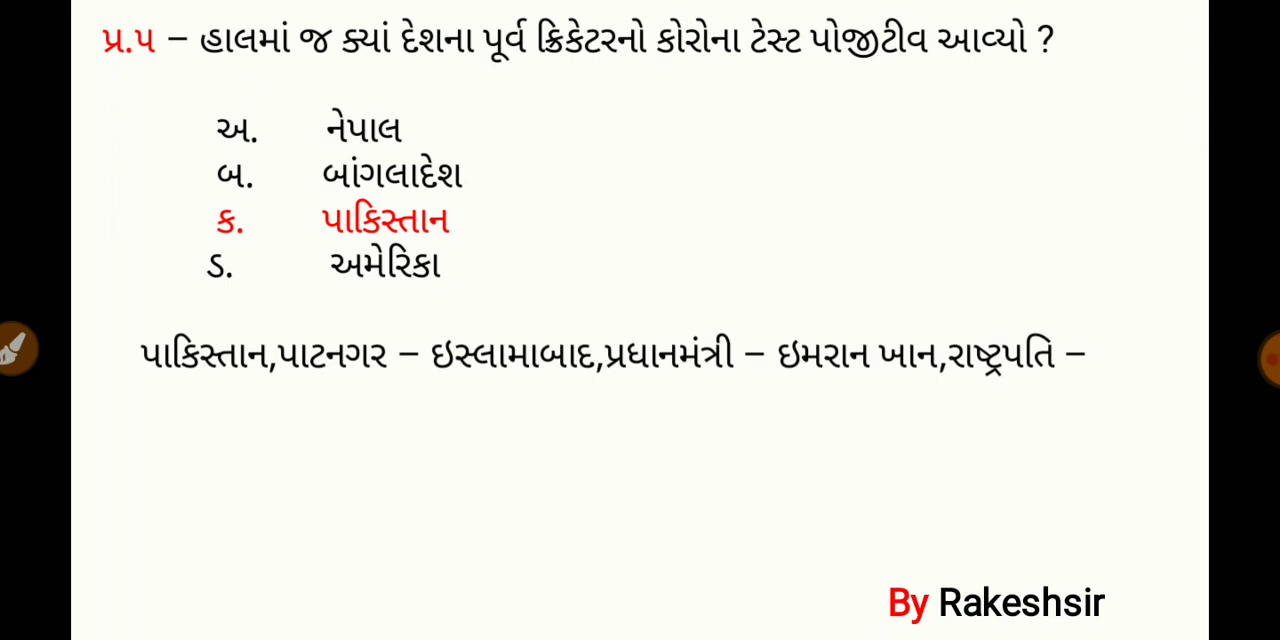 પ્ર.૫ – હાલમાં જ ક્યાં દેશના પૂર્વ ક્રિકેટરનો કોરોના ટેસ્ટ પોજીટીવ આવ્યો ?
અ. નેપાલ
બ. બાંગલાદેશ
ક. પાકિસ્તાન
ડ. અમેરિકા
પાકિસ્તાન,પાટનગર – ઇસ્લામાબાદ,પ્રધાનમંત્રી – ઇમરાન ખાન,રાષ્ટ્રપતિ –
By Rakeshsir